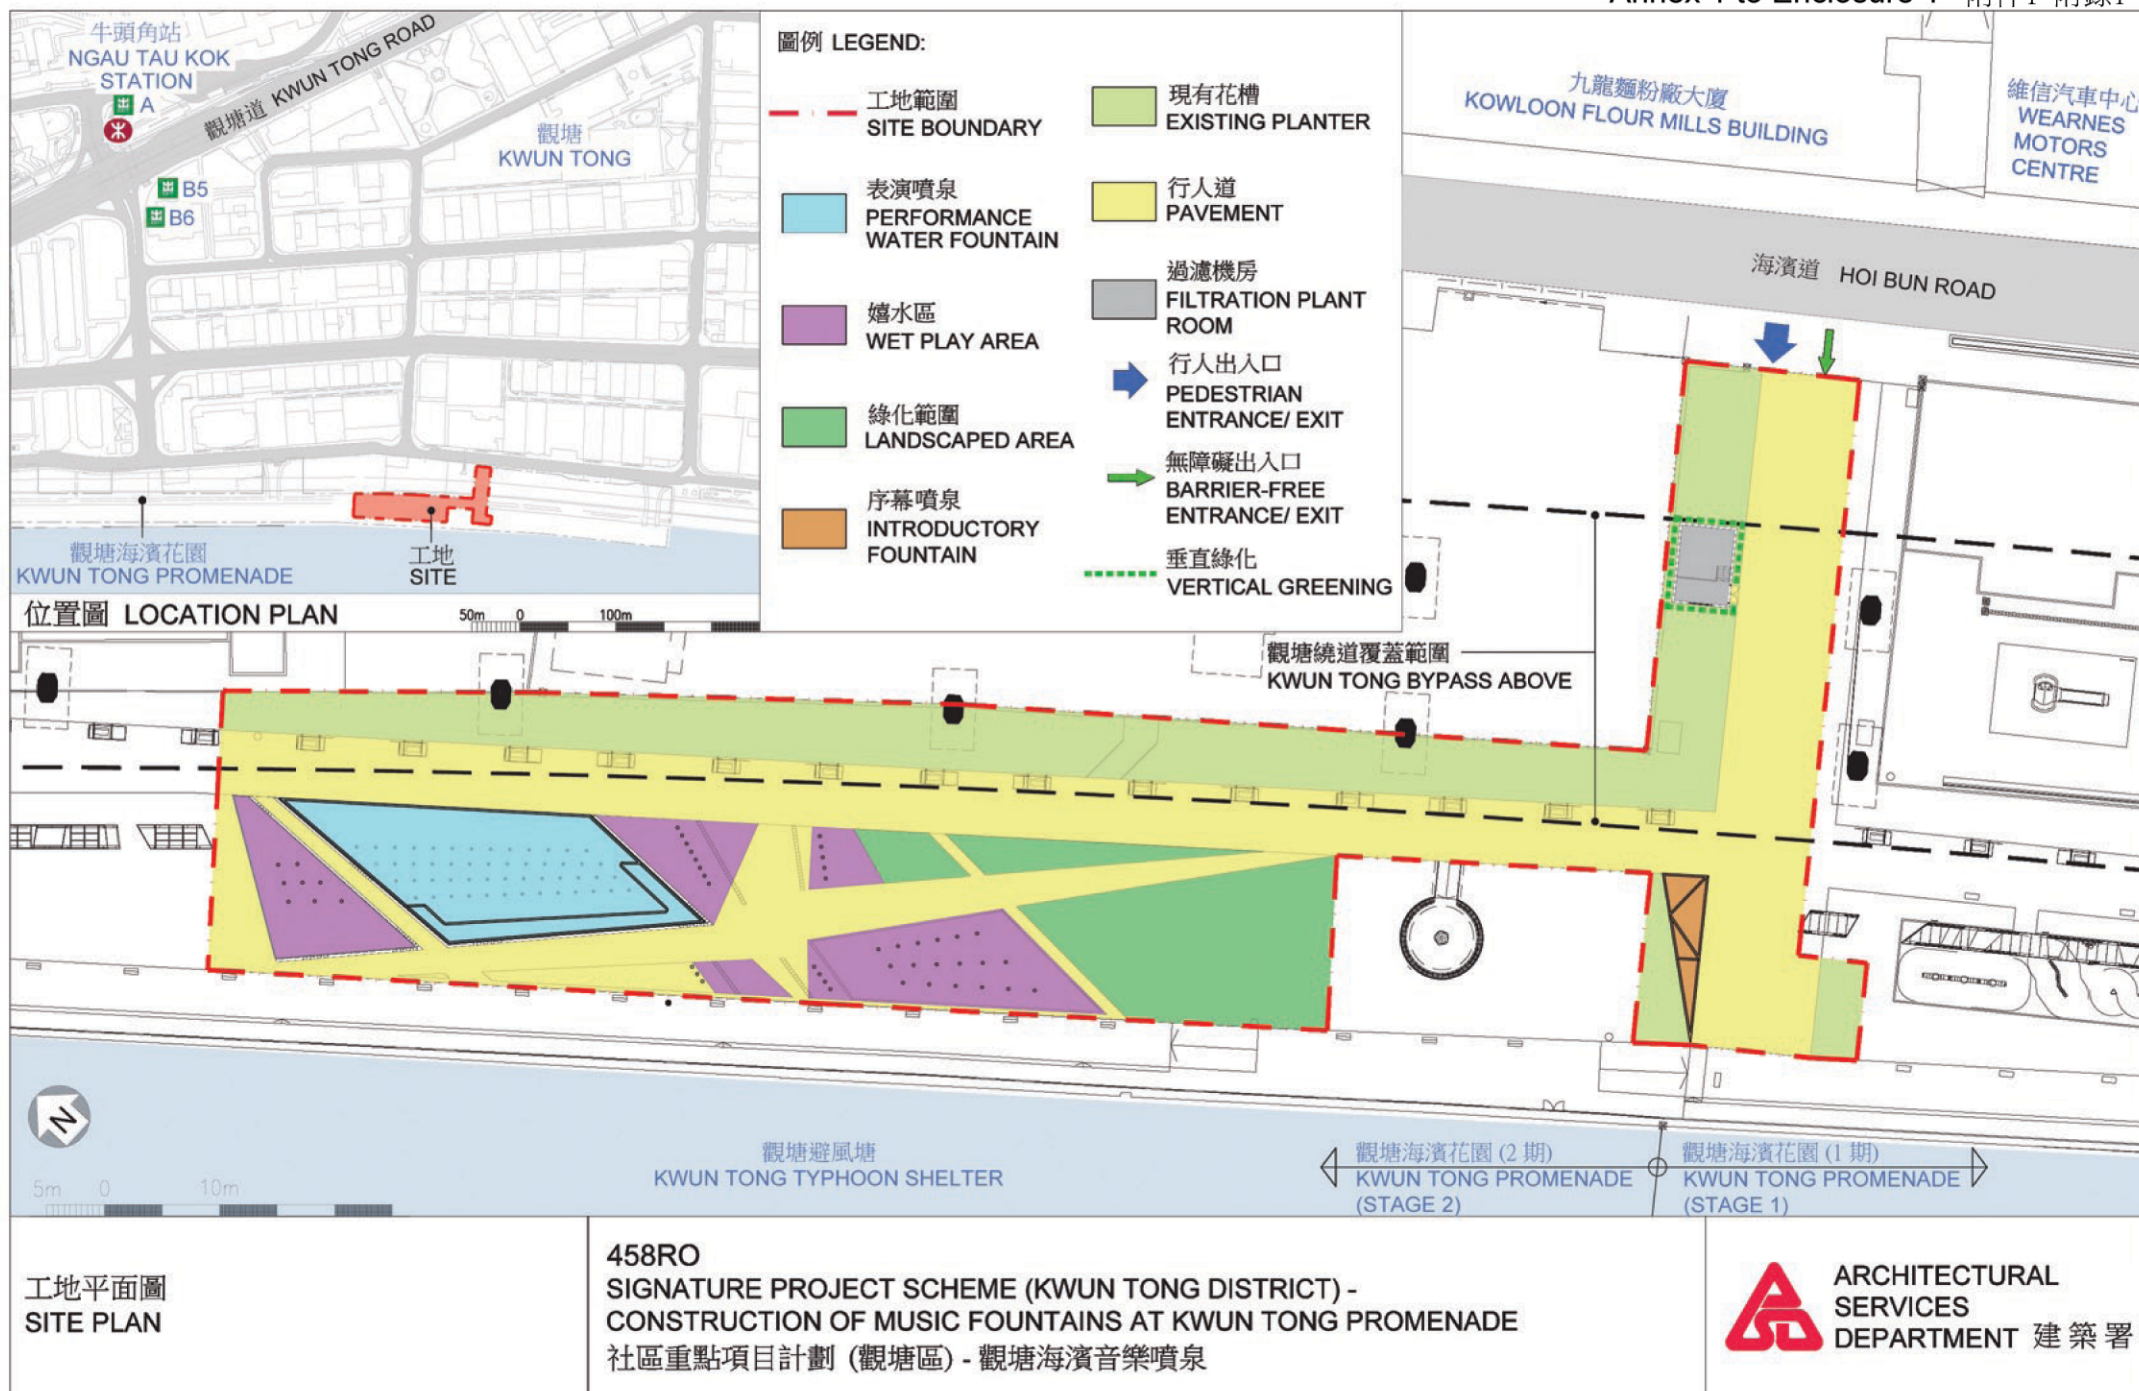 牛頭角站
NGAU TAU KOK
STATION
A
B5
B6
觀塘道 KWUN TONG ROAD
觀塘
KWUN TONG
觀塘海濱花園
KWUN TONG PROMENADE
工地
SITE
位置圖 LOCATION PLAN
50m 0 100m
圖例 LEGEND:
工地範圍
SITE BOUNDARY
表演噴泉
PERFORMANCE
WATER FOUNTAIN
嬉水區
WET PLAY AREA
綠化範圍
LANDSCAPED AREA
序幕噴泉
INTRODUCTORY
FOUNTAIN
現有花槽
EXISTING PLANTER
行人道
PAVEMENT
過濾機房
FILTRATION PLANT
ROOM
行人出入口
PEDESTRIAN
ENTRANCE/ EXIT
無障礙出入口
BARRIER-FREE
ENTRANCE/ EXIT
垂直綠化
VERTICAL GREENING
九龍麵粉廠大廈
KOWLOON FLOUR MILLS BUILDING
維信汽車中心
WEARNES
MOTORS
CENTRE
海濱道 HOI BUN ROAD
觀塘繞道覆蓋範圍
KWUN TONG BYPASS ABOVE
N
5m 0 10m
觀塘避風塘
KWUN TONG TYPHOON SHELTER
觀塘海濱花園 (2 期)
KWUN TONG PROMENADE
(STAGE 2)
觀塘海濱花園 (1 期)
KWUN TONG PROMENADE
(STAGE 1)
工地平面圖
SITE PLAN
458RO
SIGNATURE PROJECT SCHEME (KWUN TONG DISTRICT) -
CONSTRUCTION OF MUSIC FOUNTAINS AT KWUN TONG PROMENADE
社區重點項目計劃 (觀塘區) - 觀塘海濱音樂噴泉
ARCHITECTURAL
SERVICES
DEPARTMENT 建築署